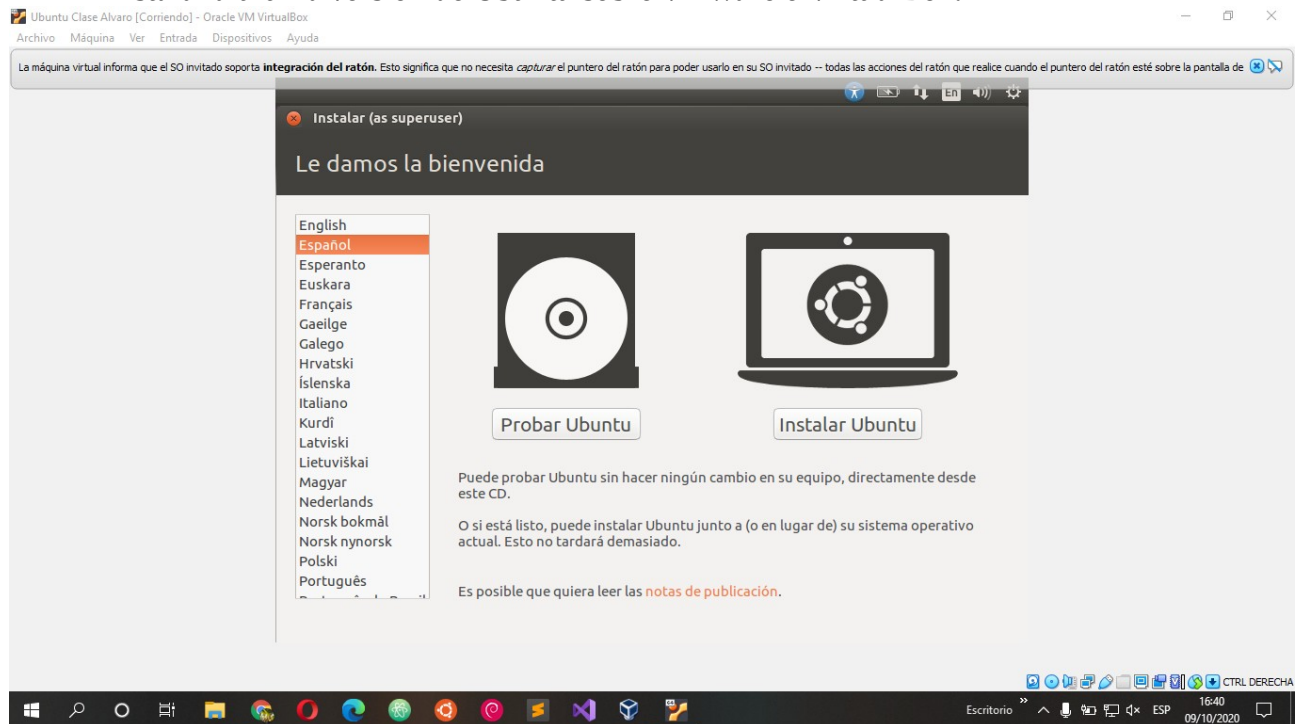 Ubuntu Clase Alvaro [Corriendo] - Oracle VM VirtualBox
Archivo Máquina Ver Entrada Dispositivos Ayuda
La máquina virtual informa que el SO invitado soporta integración del ratón. Esto significa que no necesita capturar el puntero del ratón para poder usarlo en su SO invitado -- todas las acciones del ratón que realice cuando el puntero del ratón esté sobre la pantalla de
En
Instalar (as superuser)
Le damos la bienvenida
English
Español
Esperanto
Euskara
Français
Gaeilge
Galego
Hrvatski
Íslenska
Italiano
Kurdî
Latviski
Lietuviškai
Magyar
Nederlands
Norsk bokmål
Norsk nynorsk
Polski
Português
Probar Ubuntu
Instalar Ubuntu
Puede probar Ubuntu sin hacer ningún cambio en su equipo, directamente desde
este CD.
O si está listo, puede instalar Ubuntu junto a (o en lugar de) su sistema operativo
actual. Esto no tardará demasiado.
Es posible que quiera leer las notas de publicación.
CTRL DERECHA
Escritorio
ESP
16:40
09/10/2020